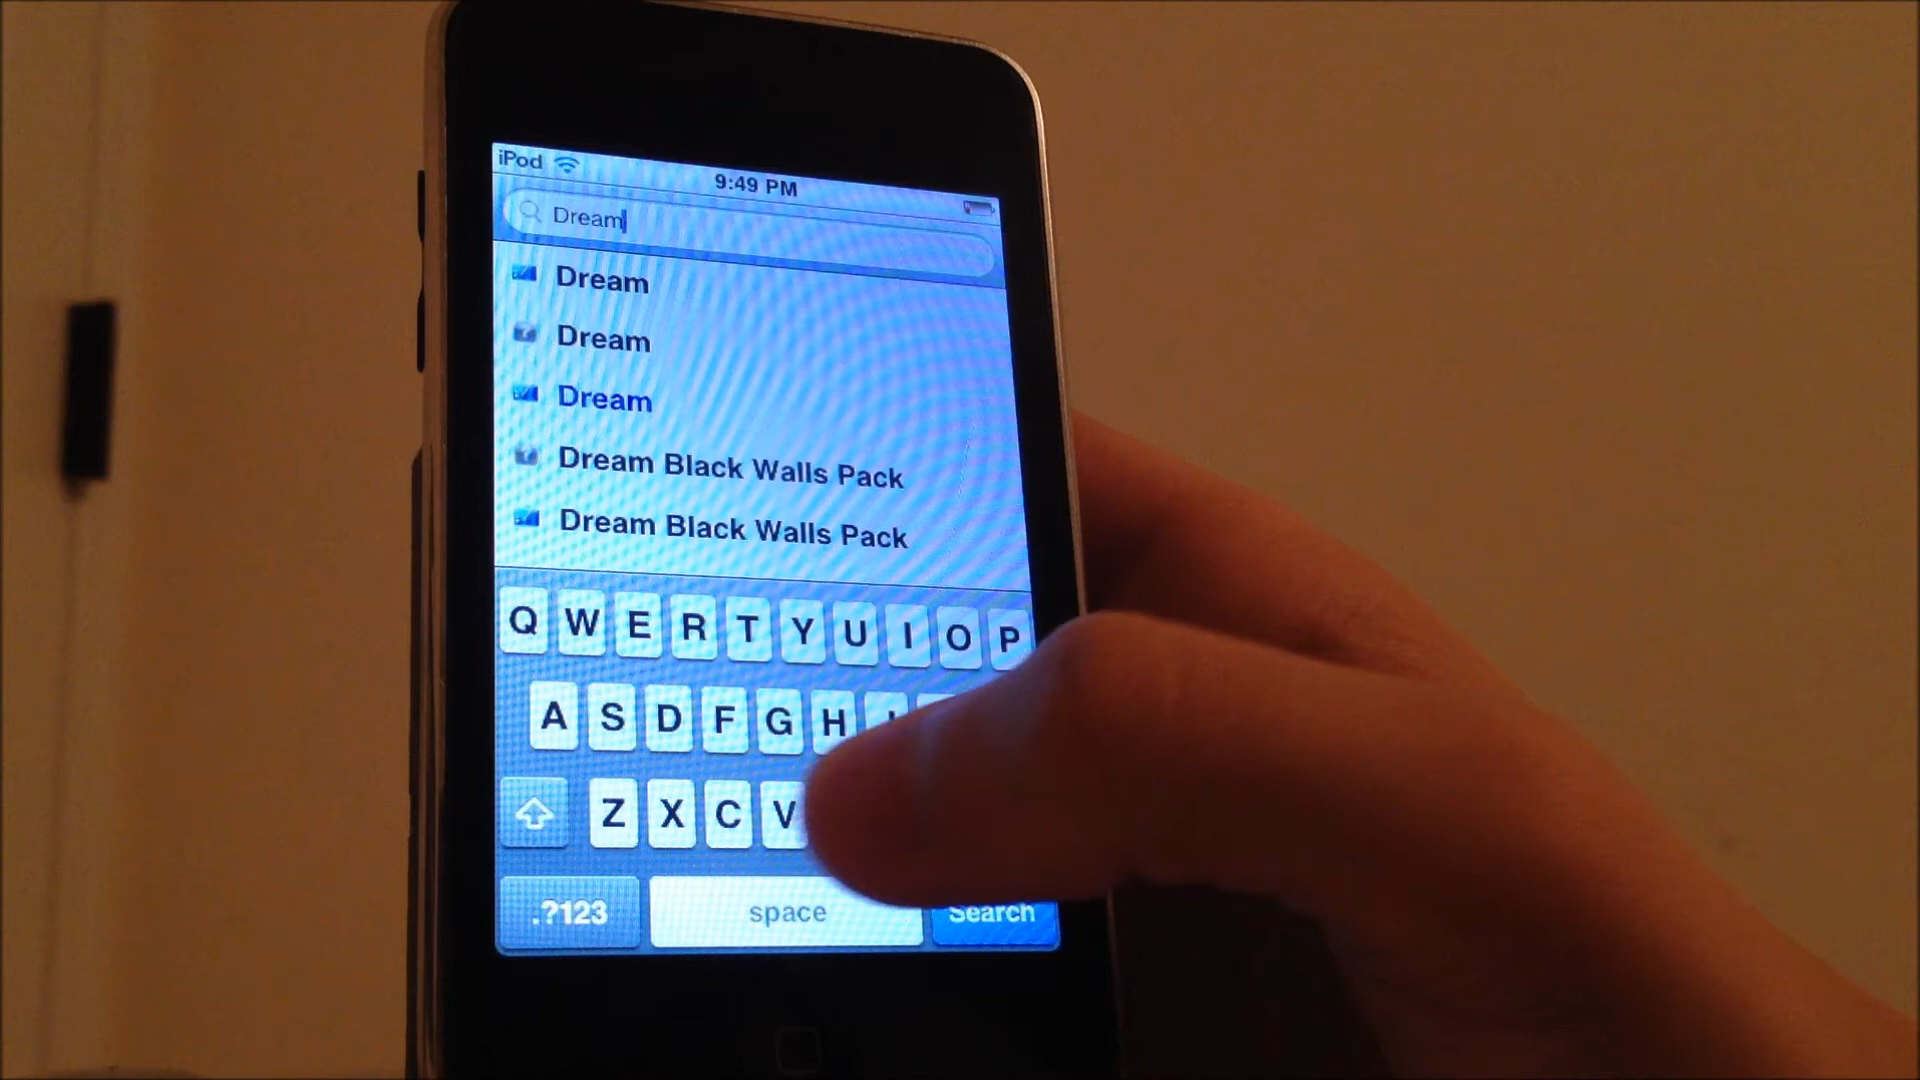 iPod
9:49 PM
Dream
Dream
Dream
Dream
Dream Black Walls Pack
Dream Black Walls Pack
Q W E R T Y U I O P
A S D F G H
Z X C V
.?123 space Search